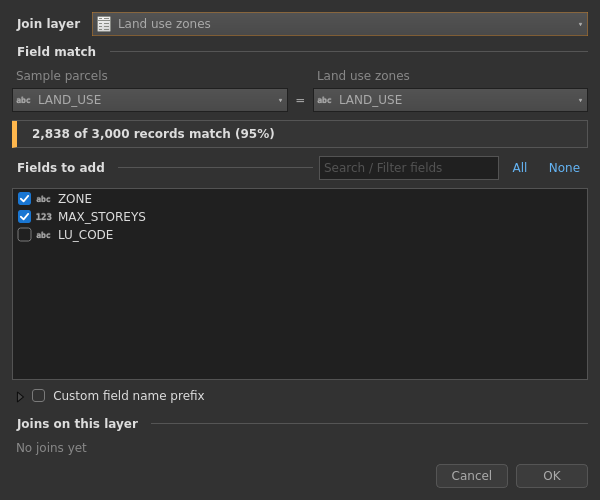 Join layer Land use zones
Field match
Sample parcels Land use zones
abc LAND_USE = abc LAND_USE
2,838 of 3,000 records match (95%)
Fields to add Search / Filter fields All None
abc ZONE
123 MAX_STOREYS
abc LU_CODE
Custom field name prefix
Joins on this layer
No joins yet
Cancel OK